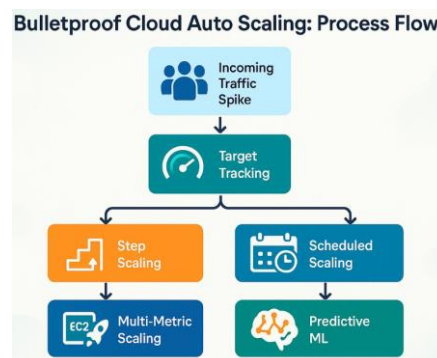 Bulletproof Cloud Auto Scaling: Process Flow
Incoming
Traffic
Spike
Target
Tracking
Step
Scaling
Scheduled
Scaling
EC2
Multi-Metric
Scaling
Predictive
ML